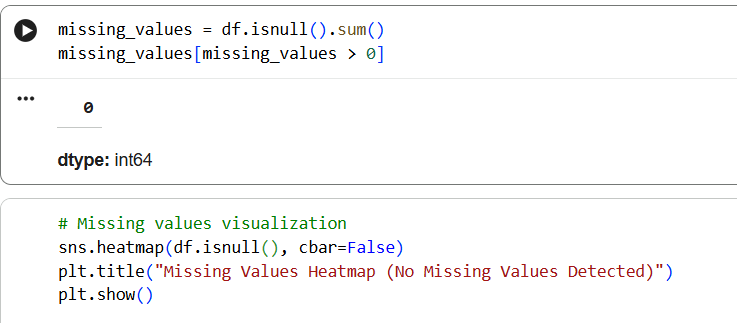 missing_values = df.isnull().sum()
missing_values[missing_values > 0]
0
dtype: int64
# Missing values visualization
sns.heatmap(df.isnull(), cbar=False)
plt.title("Missing Values Heatmap (No Missing Values Detected)")
plt.show()